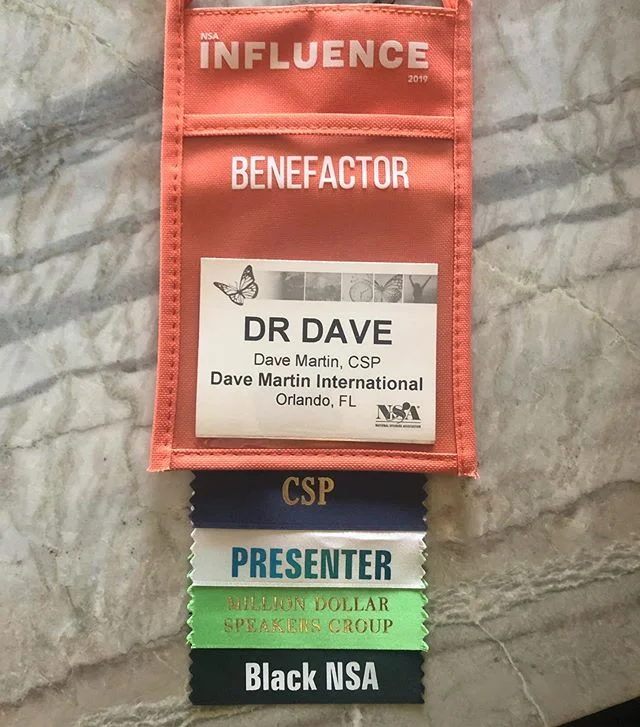 NSA
INFLUENCE
2019
BENEFACTOR
DR DAVE
Dave Martin, CSP
Dave Martin International
Orlando, FL
NSA
NATIONAL SPEAKERS ASSOCIATION
CSP
PRESENTER
MILLION DOLLAR
SPEAKERS GROUP
Black NSA